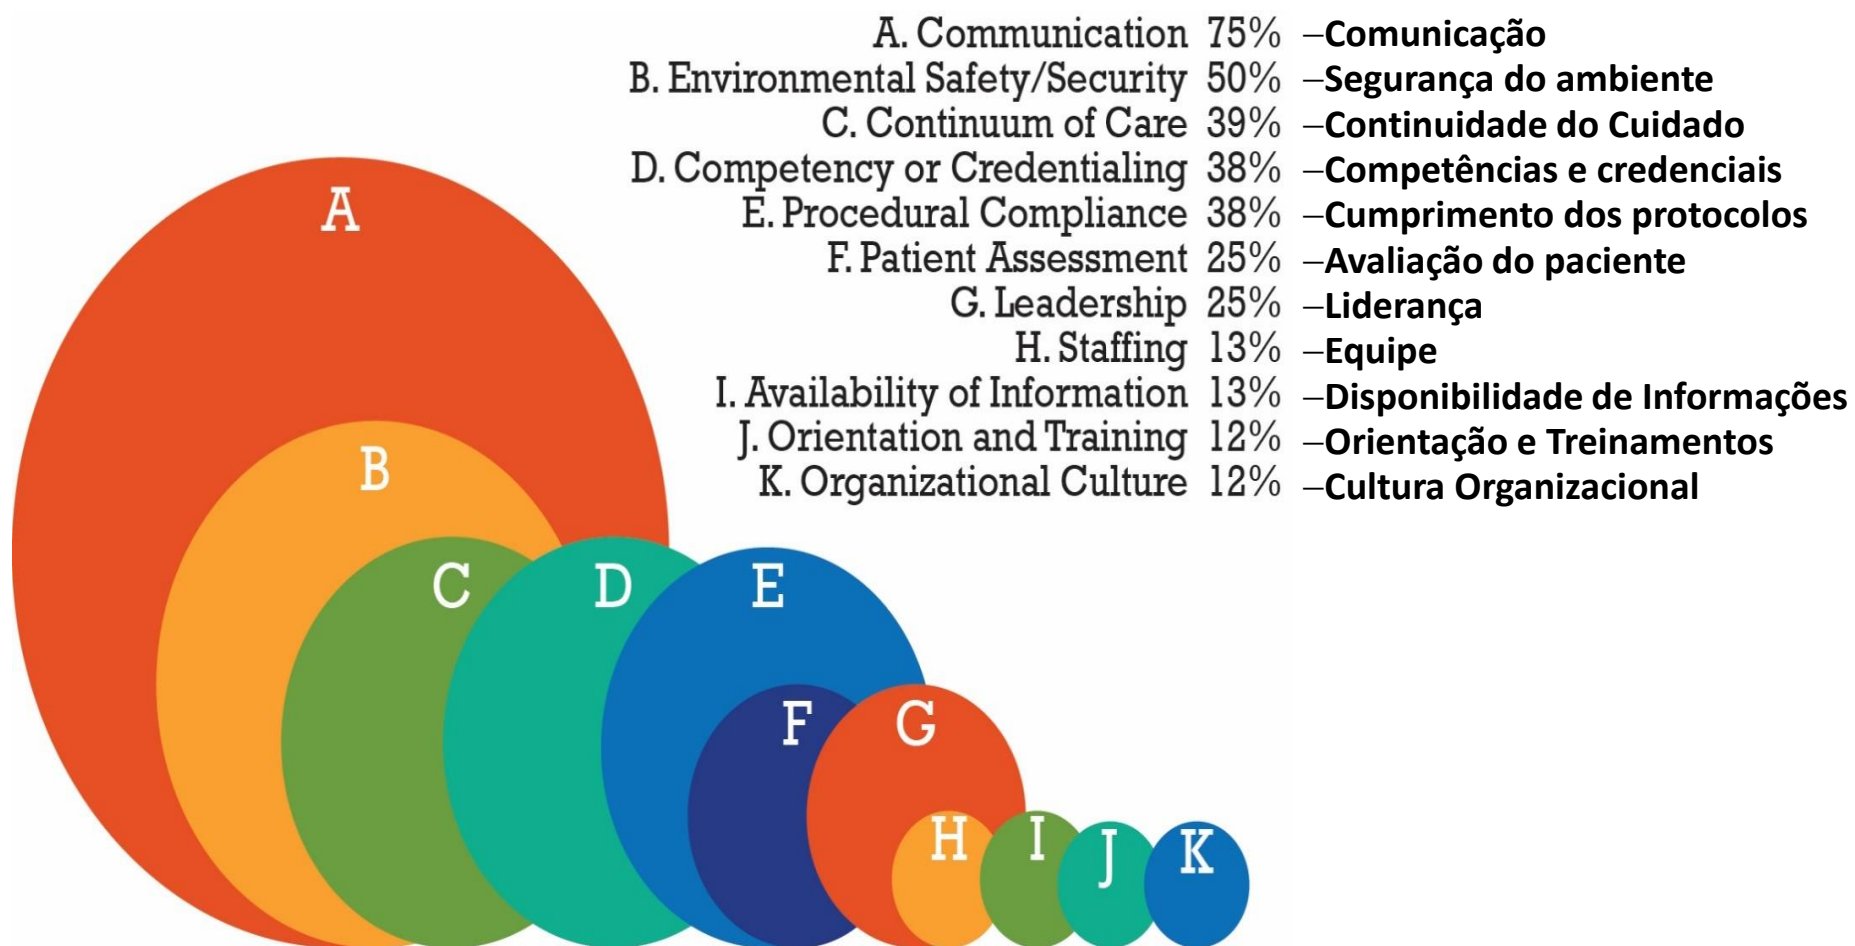 A. Communication 75% –Comunicação
B. Environmental Safety/Security 50% –Segurança do ambiente
C. Continuum of Care 39% –Continuidade do Cuidado
D. Competency or Credentialing 38% –Competências e credenciais
E. Procedural Compliance 38% –Cumprimento dos protocolos
F. Patient Assessment 25% –Avaliação do paciente
G. Leadership 25% –Liderança
H. Staffing 13% –Equipe
I. Availability of Information 13% –Disponibilidade de Informações
J. Orientation and Training 12% –Orientação e Treinamentos
K. Organizational Culture 12% –Cultura Organizacional
A
B
C
D
E
F
G
H
I
J
K